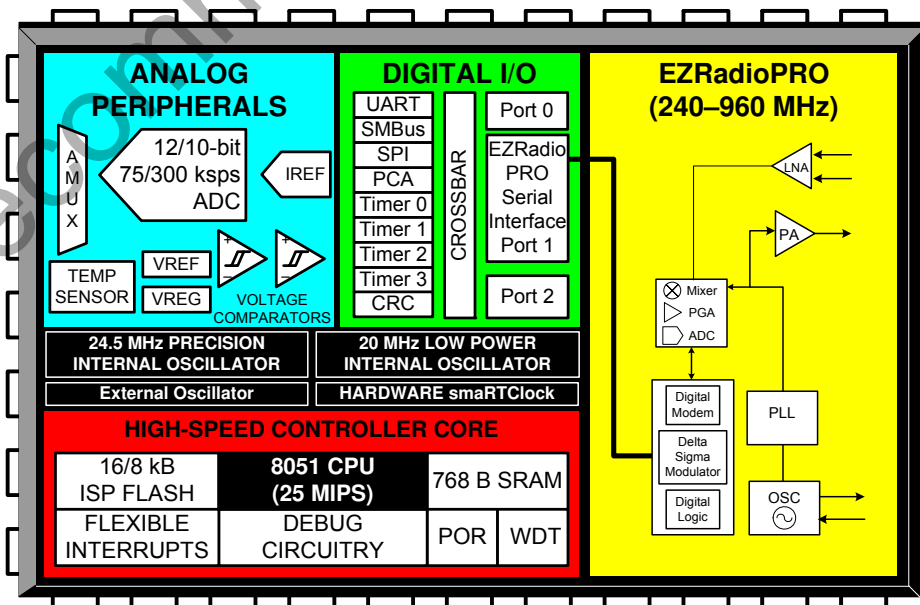 ANALOG
PERIPHERALS
A
M
U
X
12/10-bit
75/300 ksps
ADC
IREF
TEMP
SENSOR
VREF
VREG
+
–
+
–
VOLTAGE
COMPARATORS
DIGITAL I/O
UART
SMBus
SPI
PCA
Timer 0
Timer 1
Timer 2
Timer 3
CRC
CROSSBAR
Port 0
EZRadio
PRO
Serial
Interface
Port 1
Port 2
24.5 MHz PRECISION
INTERNAL OSCILLATOR
20 MHz LOW POWER
INTERNAL OSCILLATOR
External Oscillator
HARDWARE smaRTClock
HIGH-SPEED CONTROLLER CORE
16/8 kB
ISP FLASH
8051 CPU
(25 MIPS)
768 B SRAM
FLEXIBLE
INTERRUPTS
DEBUG
CIRCUITRY
POR
WDT
EZRadioPRO
(240–960 MHz)
LNA
PA
Mixer
PGA
ADC
Digital
Modem
Delta
Sigma
Modulator
Digital
Logic
PLL
OSC